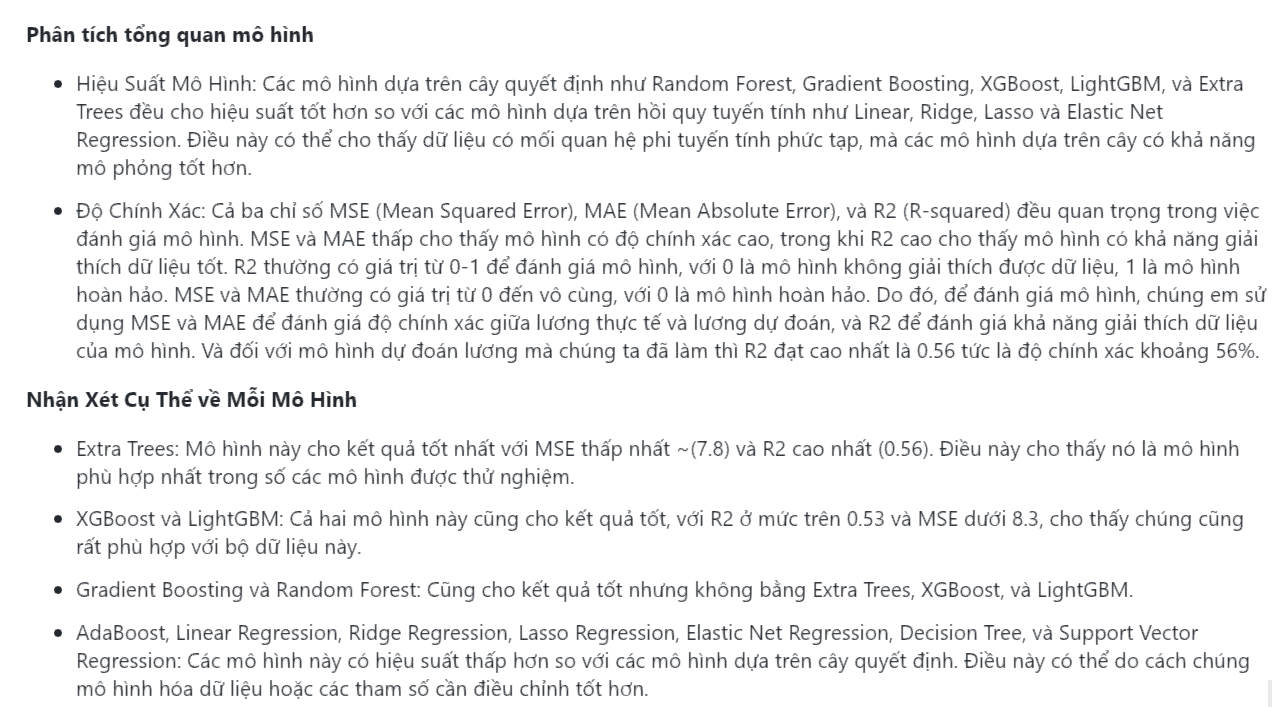 Phân tích tổng quan mô hình
• Hiệu Suất Mô Hình: Các mô hình dựa trên cây quyết định như Random Forest, Gradient Boosting, XGBoost, LightGBM, và Extra
Trees đều cho hiệu suất tốt hơn so với các mô hình dựa trên hồi quy tuyến tính như Linear, Ridge, Lasso và Elastic Net
Regression. Điều này có thể cho thấy dữ liệu có mối quan hệ phi tuyến tính phức tạp, mà các mô hình dựa trên cây có khả năng
mô phỏng tốt hơn.
• Độ Chính Xác: Cả ba chỉ số MSE (Mean Squared Error), MAE (Mean Absolute Error), và R2 (R-squared) đều quan trọng trong việc
đánh giá mô hình. MSE và MAE thấp cho thấy mô hình có độ chính xác cao, trong khi R2 cao cho thấy mô hình có khả năng giải
thích dữ liệu tốt. R2 thường có giá trị từ 0-1 để đánh giá mô hình, với 0 là mô hình không giải thích được dữ liệu, 1 là mô hình
hoàn hảo. MSE và MAE thường có giá trị từ 0 đến vô cùng, với 0 là mô hình hoàn hảo. Do đó, để đánh giá mô hình, chúng em sử
dụng MSE và MAE để đánh giá độ chính xác giữa lương thực tế và lương dự đoán, và R2 để đánh giá khả năng giải thích dữ liệu
của mô hình. Và đối với mô hình dự đoán lương mà chúng ta đã làm thì R2 đạt cao nhất là 0.56 tức là độ chính xác khoảng 56%.
Nhận Xét Cụ Thể về Mỗi Mô Hình
• Extra Trees: Mô hình này cho kết quả tốt nhất với MSE thấp nhất ~(7.8) và R2 cao nhất (0.56). Điều này cho thấy nó là mô hình
phù hợp nhất trong số các mô hình được thử nghiệm.
• XGBoost và LightGBM: Cả hai mô hình này cũng cho kết quả tốt, với R2 ở mức trên 0.53 và MSE dưới 8.3, cho thấy chúng cũng
rất phù hợp với bộ dữ liệu này.
• Gradient Boosting và Random Forest: Cũng cho kết quả tốt nhưng không bằng Extra Trees, XGBoost, và LightGBM.
• AdaBoost, Linear Regression, Ridge Regression, Lasso Regression, Elastic Net Regression, Decision Tree, và Support Vector
Regression: Các mô hình này có hiệu suất thấp hơn so với các mô hình dựa trên cây quyết định. Điều này có thể do cách chúng
mô hình hóa dữ liệu hoặc các tham số cần điều chỉnh tốt hơn.